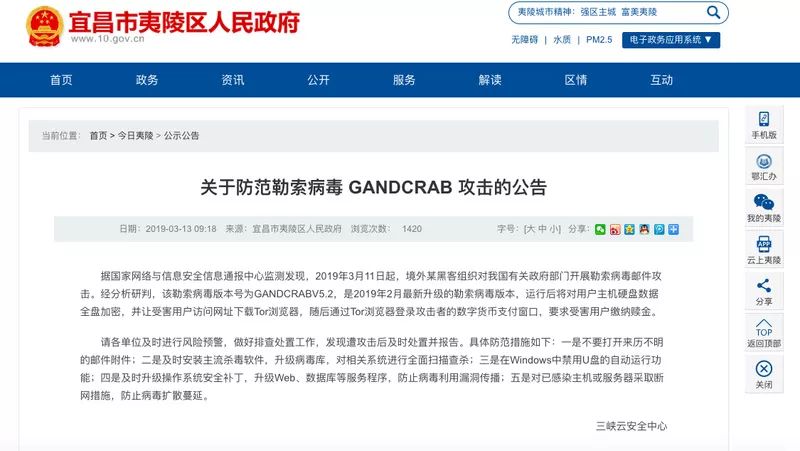 宜昌市夷陵区人民政府
www.10.gov.cn
夷陵城市精神：强区主城 富美夷陵
无障碍 | 水质 | PM2.5 电子政务应用系统 ▼
首页 政务 资讯 公开 服务 解读 区情 互动
当前位置： 首页 > 今日夷陵 > 公示公告
关于防范勒索病毒 GANDCRAB 攻击的公告
日期：2019-03-13 09:18 来源：宜昌市夷陵区人民政府 浏览次数： 1420 字号：[大 中 小] 分享：
据国家网络与信息安全信息通报中心监测发现，2019年3月11日起，境外某黑客组织对我国有关政府部门开展勒索病毒邮件攻
击。经分析研判，该勒索病毒版本号为GANDCRABV5.2，是2019年2月最新升级的勒索病毒版本，运行后将对用户主机硬盘数据
全盘加密，并让受害用户访问网址下载Tor浏览器，随后通过Tor浏览器登录攻击者的数字货币支付窗口，要求受害用户缴纳赎金。
请各单位及时进行风险预警，做好排查处置工作，发现遭攻击后及时处置并报告。具体防范措施如下：一是不要打开来历不明
的邮件附件；二是及时安装主流杀毒软件，升级病毒库，对相关系统进行全面扫描查杀；三是在Windows中禁用U盘的自动运行功
能；四是及时升级操作系统安全补丁，升级Web、数据库等服务程序，防止病毒利用漏洞传播；五是对已感染主机或服务器采取断
网措施，防止病毒扩散蔓延。
三峡云安全中心
手机版
鄂汇办
我的夷陵
APP
云上夷陵
分享
TOP
返回顶部
关闭